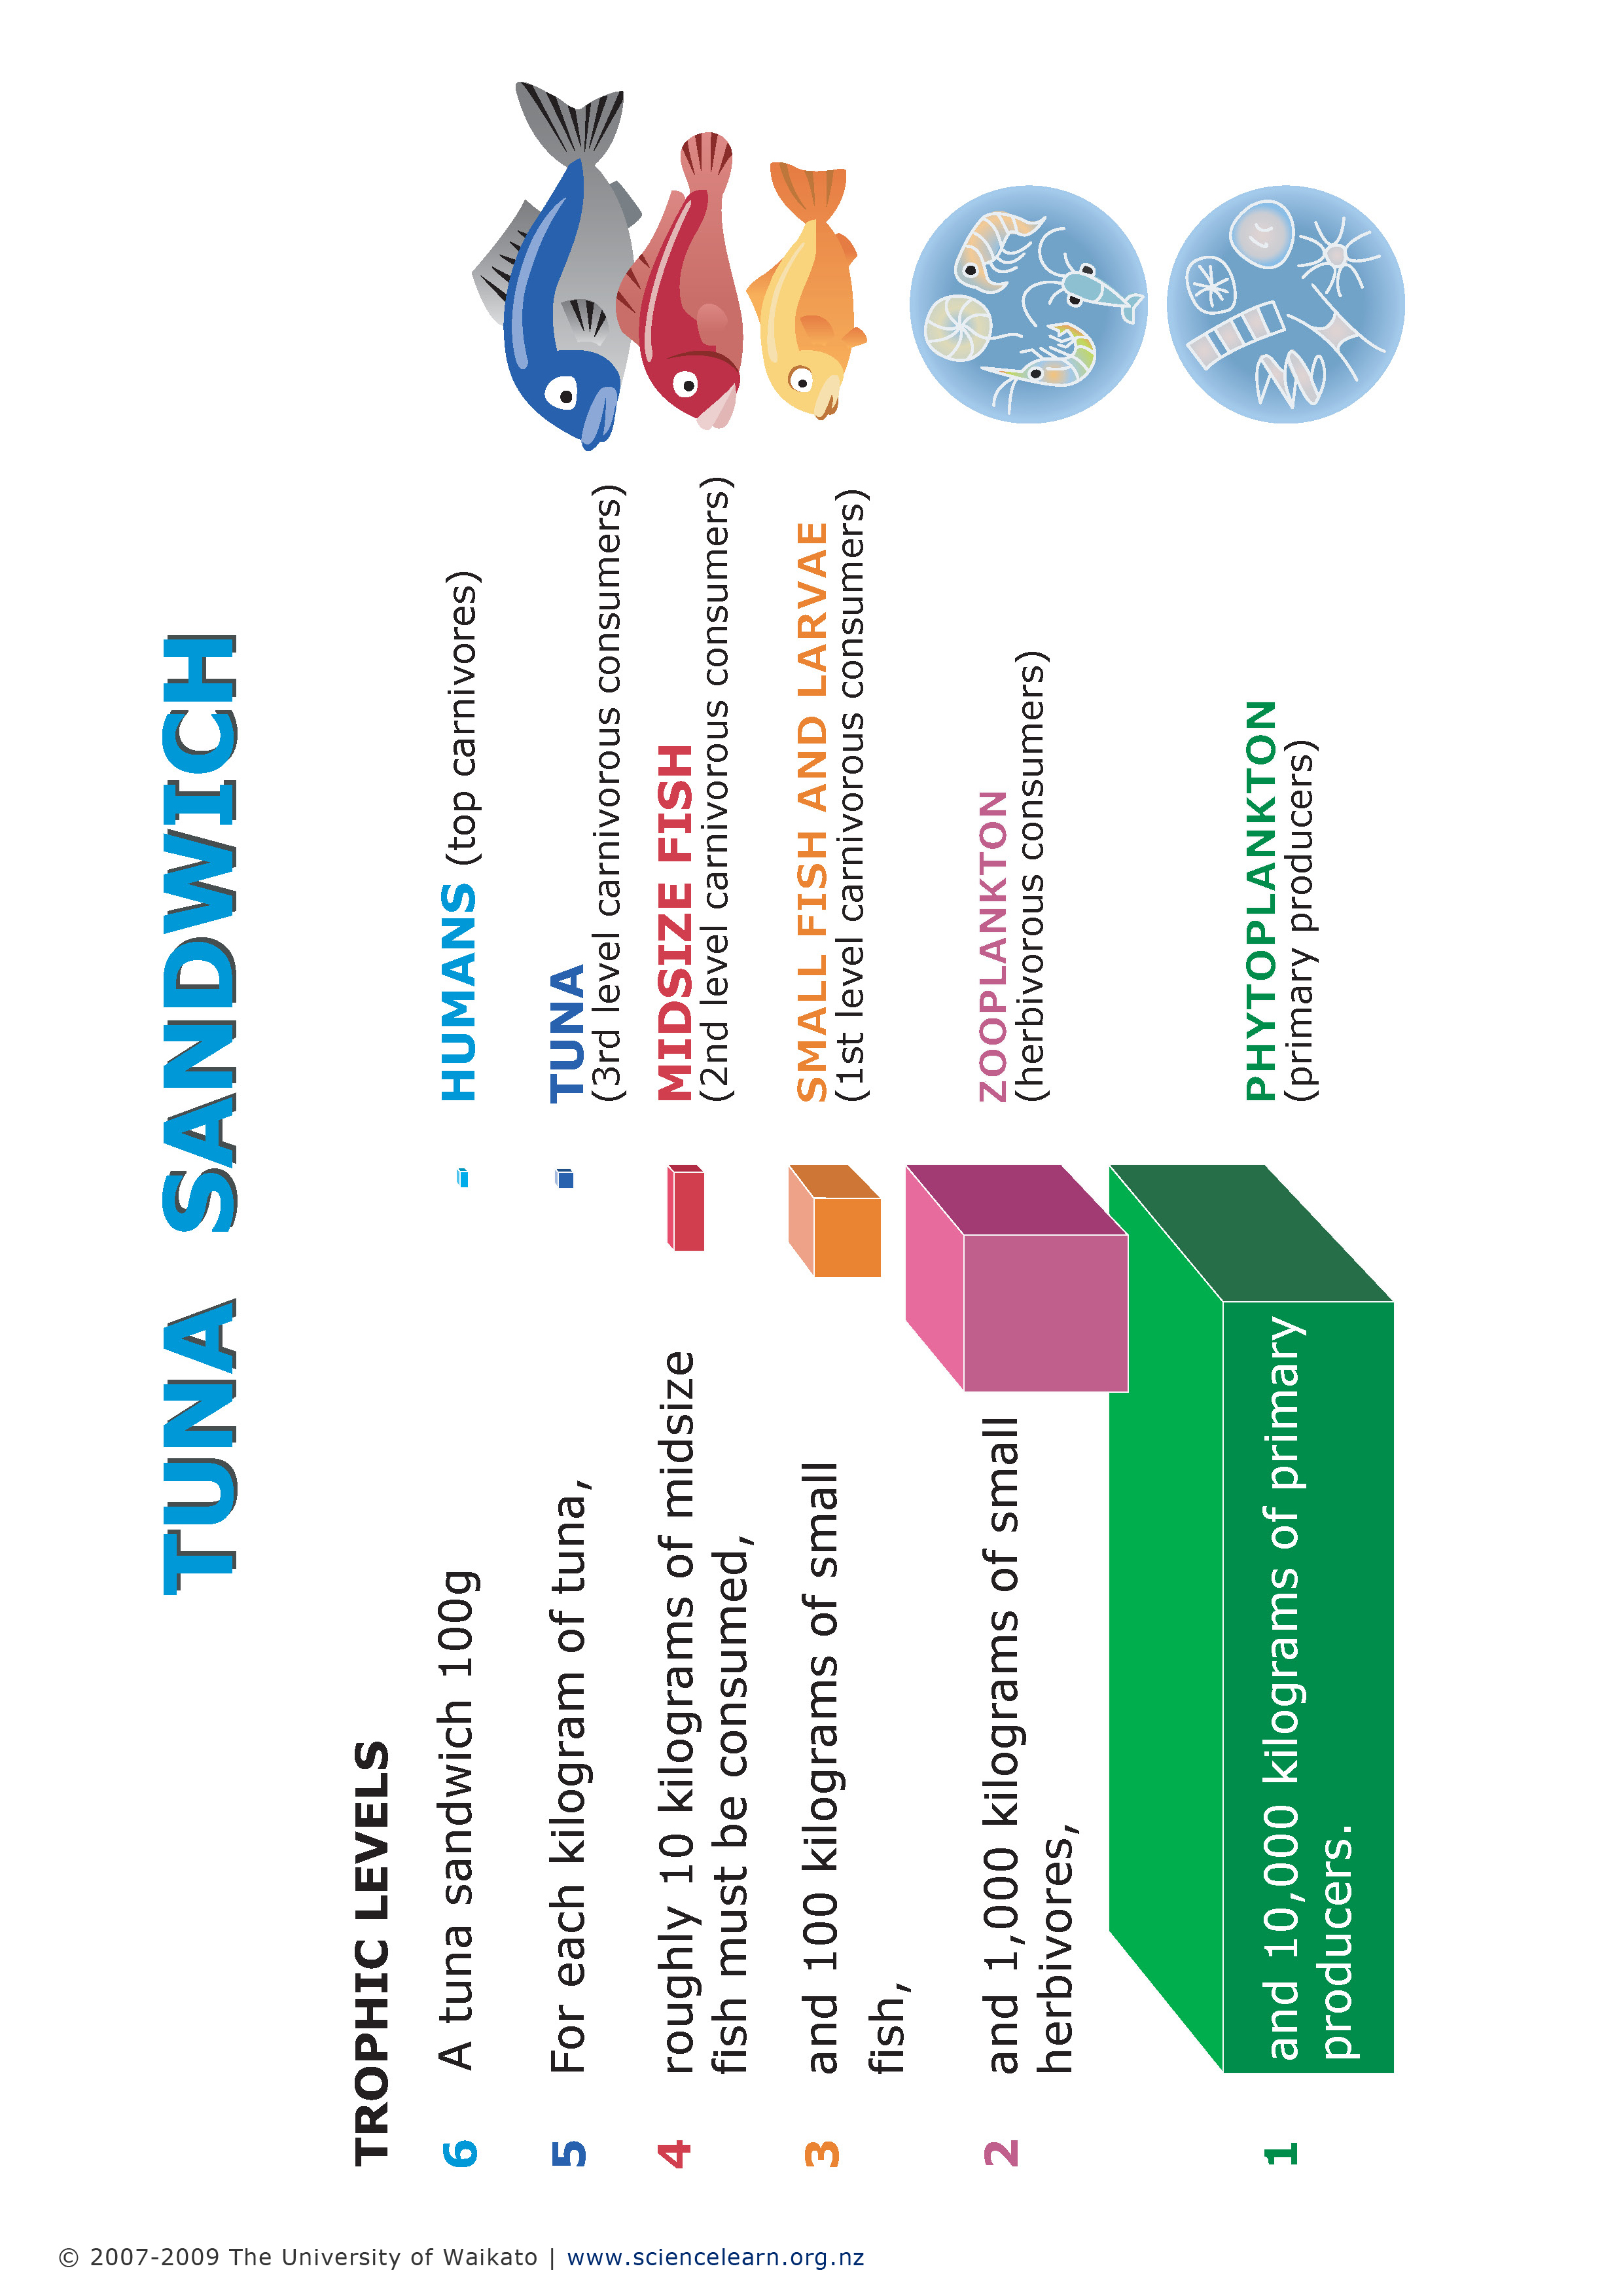 TUNA SANDWICH
TROPHIC LEVELS
6 A tuna sandwich 100g HUMANS (top carnivores)
5 For each kilogram of tuna, TUNA
(3rd level carnivorous consumers)
4 roughly 10 kilograms of midsize MIDSIZE FISH
fish must be consumed, (2nd level carnivorous consumers)
3 and 100 kilograms of small SMALL FISH AND LARVAE
fish, (1st level carnivorous consumers)
2 and 1,000 kilograms of small ZOOPLANKTON
herbivores, (herbivorous consumers)
1 and 10,000 kilograms of primary PHYTOPLANKTON
producers. (primary producers)
© 2007-2009 The University of Waikato | www.sciencelearn.org.nz